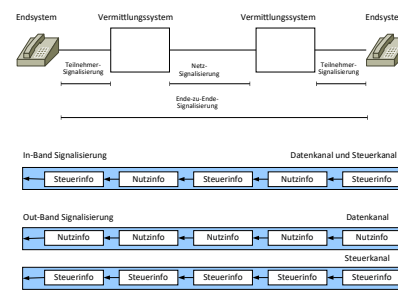 Endsystem Vermittlungssystem Vermittlungssystem Endsyste
Teilnehmer-
Signalisierung
Netz-
Signalisierung
Teilnehmer-
Signalisierung
Ende-zu-Ende-
Signalisierung
In-Band Signalisierung Datenkanal und Steuerkanal
Steuerinfo Nutzinfo Steuerinfo Nutzinfo Steuerinfo
Out-Band Signalisierung Datenkanal
Nutzinfo Nutzinfo Nutzinfo Nutzinfo Nutzinfo
Steuerkanal
Steuerinfo Steuerinfo Steuerinfo Steuerinfo Steuerinfo